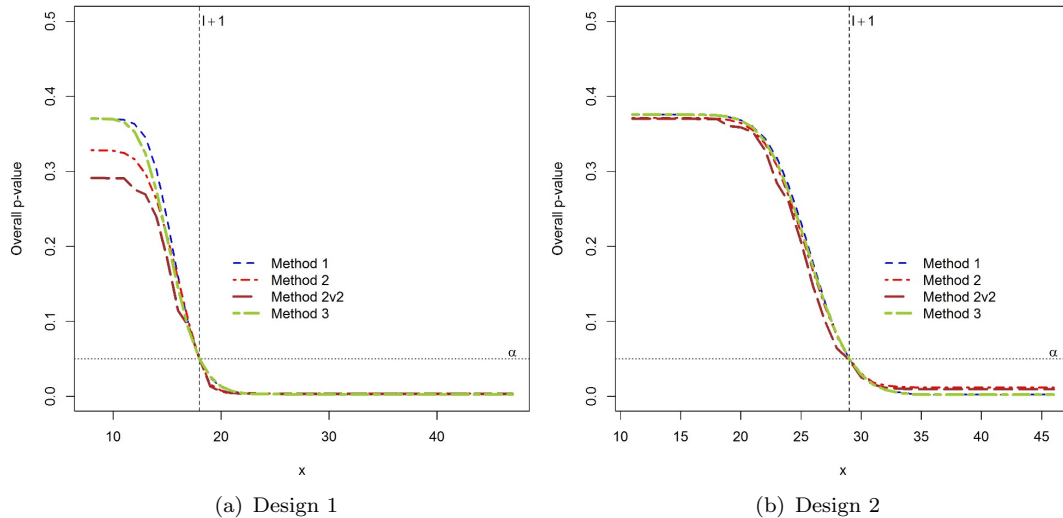 l + 1
Overall p-value
0.5
0.4
0.3
0.2
0.1
0.0
Method 1
Method 2
Method 2v2
Method 3
α
10
20
30
40
x
(a) Design 1
l + 1
Overall p-value
0.5
0.4
0.3
0.2
0.1
0.0
Method 1
Method 2
Method 2v2
Method 3
α
10
15
20
25
30
35
40
45
x
(b) Design 2